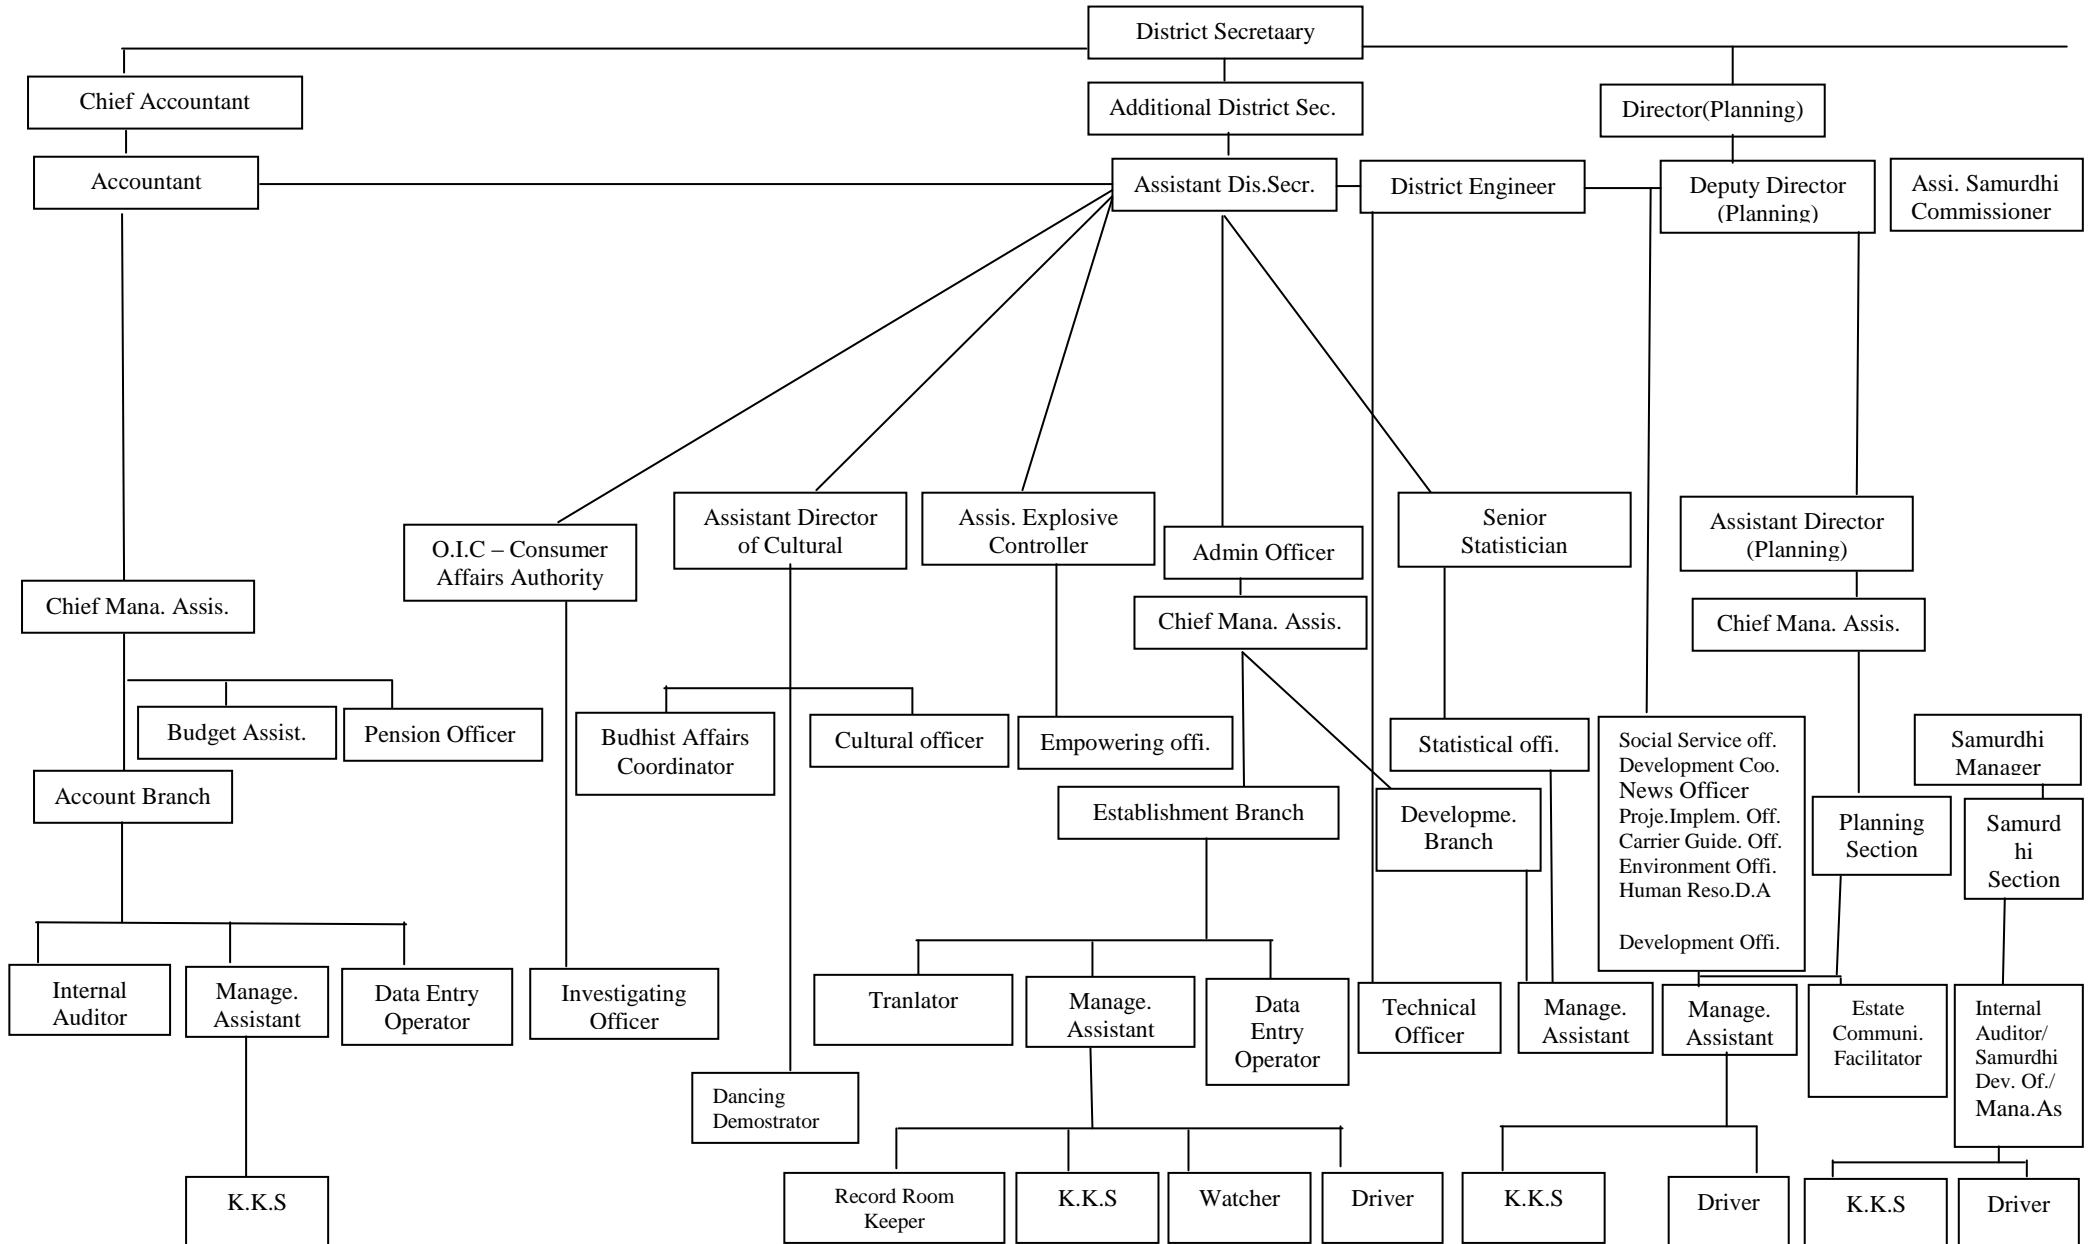 District Secretaary
Chief Accountant
Additional District Sec.
Director(Planning)
Accountant
Assistant Dis.Secr.
District Engineer
Deputy Director
(Planning)
Assi. Samurdhi
Commissioner
O.I.C – Consumer
Affairs Authority
Assistant Director
of Cultural
Assis. Explosive
Controller
Admin Officer
Senior
Statistician
Assistant Director
(Planning)
Chief Mana. Assis.
Chief Mana. Assis.
Chief Mana. Assis.
Budget Assist.
Pension Officer
Budhist Affairs
Coordinator
Cultural officer
Empowering offi.
Statistical offi.
Social Service off.
Development Coo.
News Officer
Proje.Implem. Off.
Carrier Guide. Off.
Environment Offi.
Human Reso.D.A
Development Offi.
Samurdhi
Manager
Account Branch
Establishment Branch
Developme.
Branch
Planning
Section
Samurd
hi
Section
Internal
Auditor
Manage.
Assistant
Data Entry
Operator
Investigating
Officer
Tranlator
Manage.
Assistant
Data
Entry
Operator
Technical
Officer
Manage.
Assistant
Manage.
Assistant
Estate
Communi.
Facilitator
Internal
Auditor/
Samurdhi
Dev. Of./
Mana.As
Dancing
Demostrator
K.K.S
Record Room
Keeper
K.K.S
Watcher
Driver
K.K.S
Driver
K.K.S
Driver